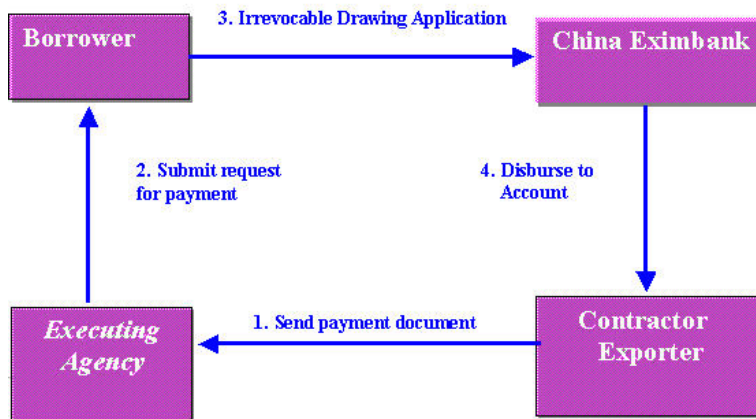 3. Irrevocable Drawing Application
Borrower
China Eximbank
2. Submit request
for payment
4. Disburse to
Account
Executing
Agency
1. Send payment document
Contractor
Exporter